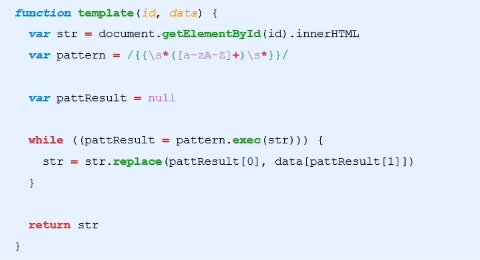 function template(id, data) {
  var str = document.getElementById(id).innerHTML
  var pattern = /{{\s*([a-zA-Z]+)\s*}}/
  var pattResult = null
  while ((pattResult = pattern.exec(str))) {
    str = str.replace(pattResult[0], data[pattResult[1]])
  }
  return str
}